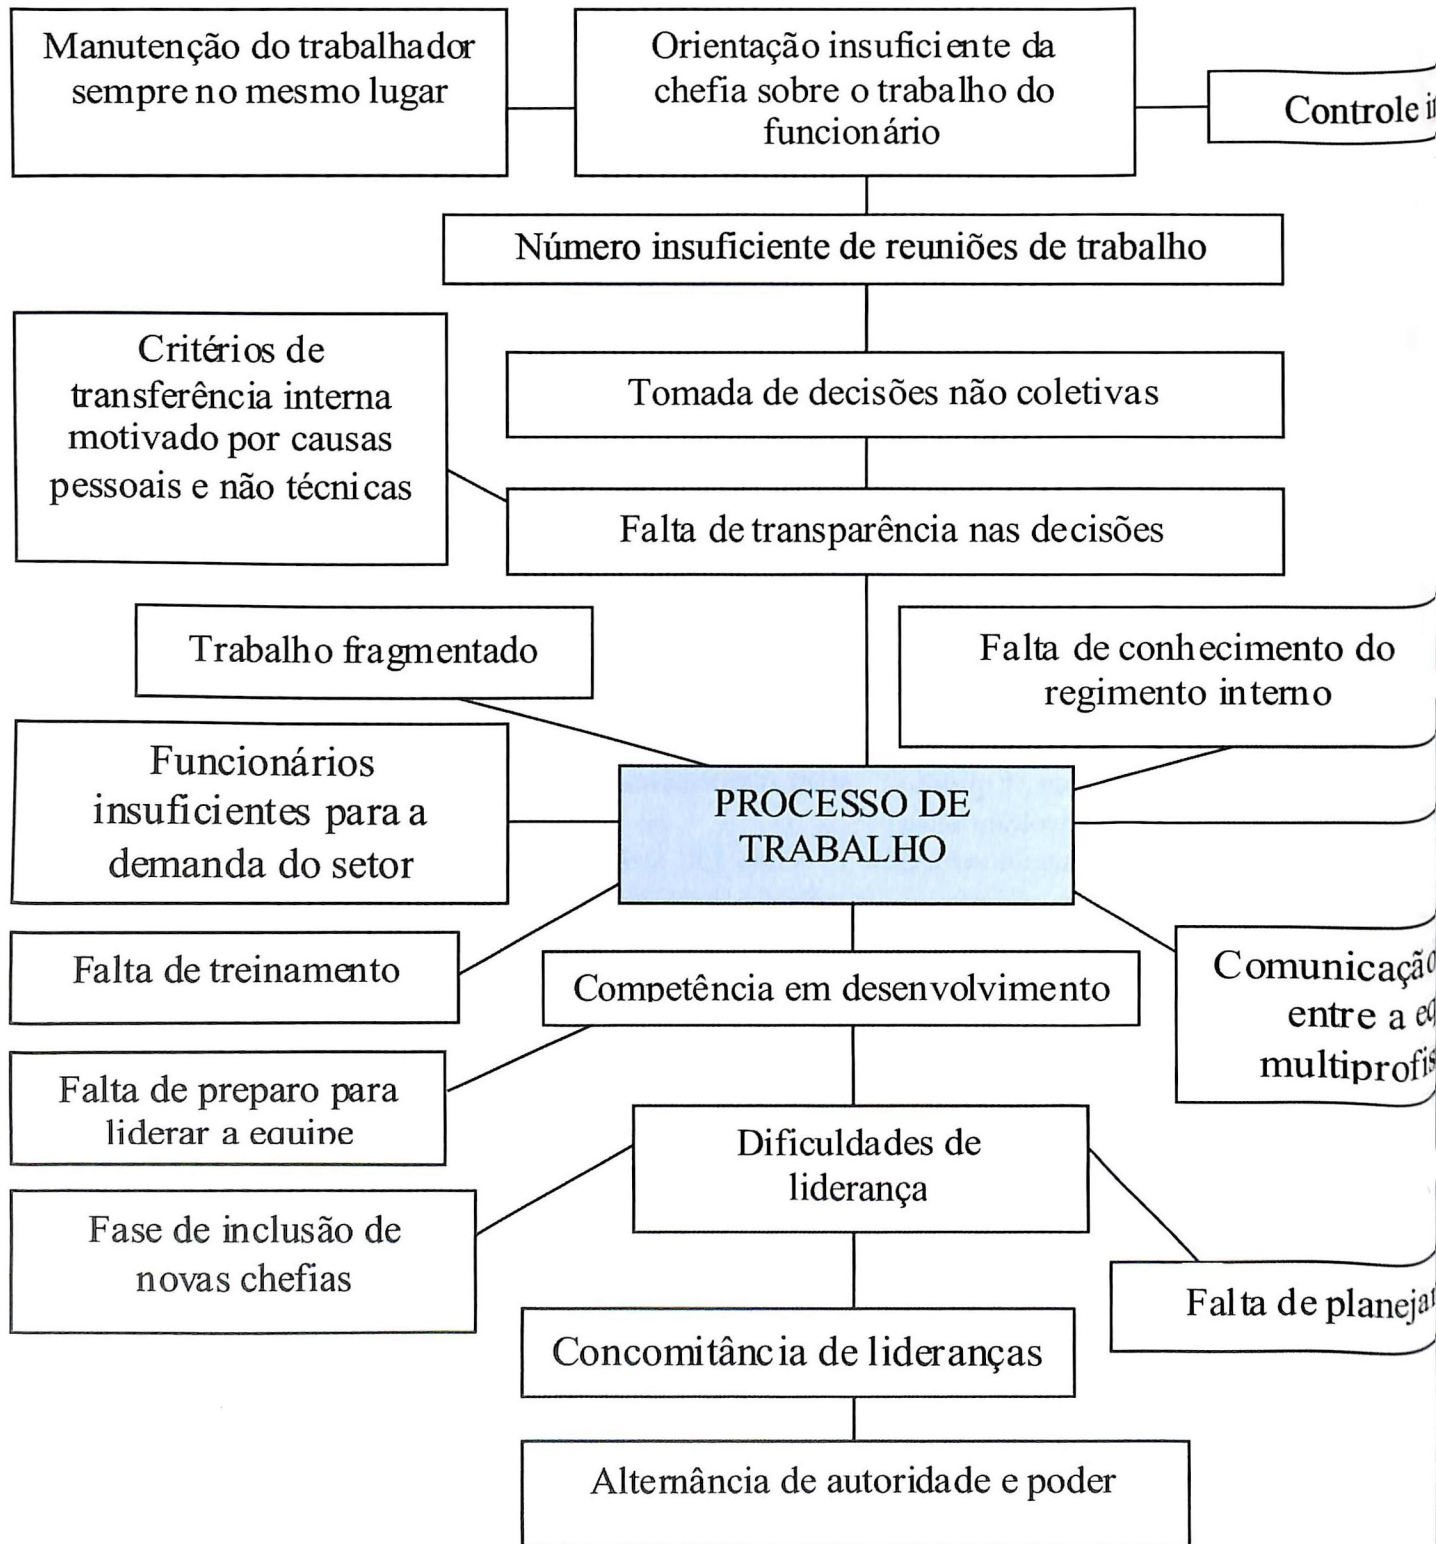 Manutenção do trabalhador
sempre no mesmo lugar
Orientação insuficiente da
chefia sobre o trabalho do
funcionário
Controle
Número insuficiente de reuniões de trabalho
Critérios de
transferência interna
motivado por causas
pessoais e não técnicas
Tomada de decisões não coletivas
Falta de transparência nas decisões
Trabalho fragmentado
Falta de conhecimento do
regimento interno
Funcionários
insuficientes para a
demanda do setor
PROCESSO DE
TRABALHO
Falta de treinamento
Competência em desenvolvimento
Comunicação
entre a
Falta de preparo para
liderar a equipe
Dificuldades de
liderança
Fase de inclusão de
novas chefias
Falta de
Concomitância de lideranças
Alternância de autoridade e poder